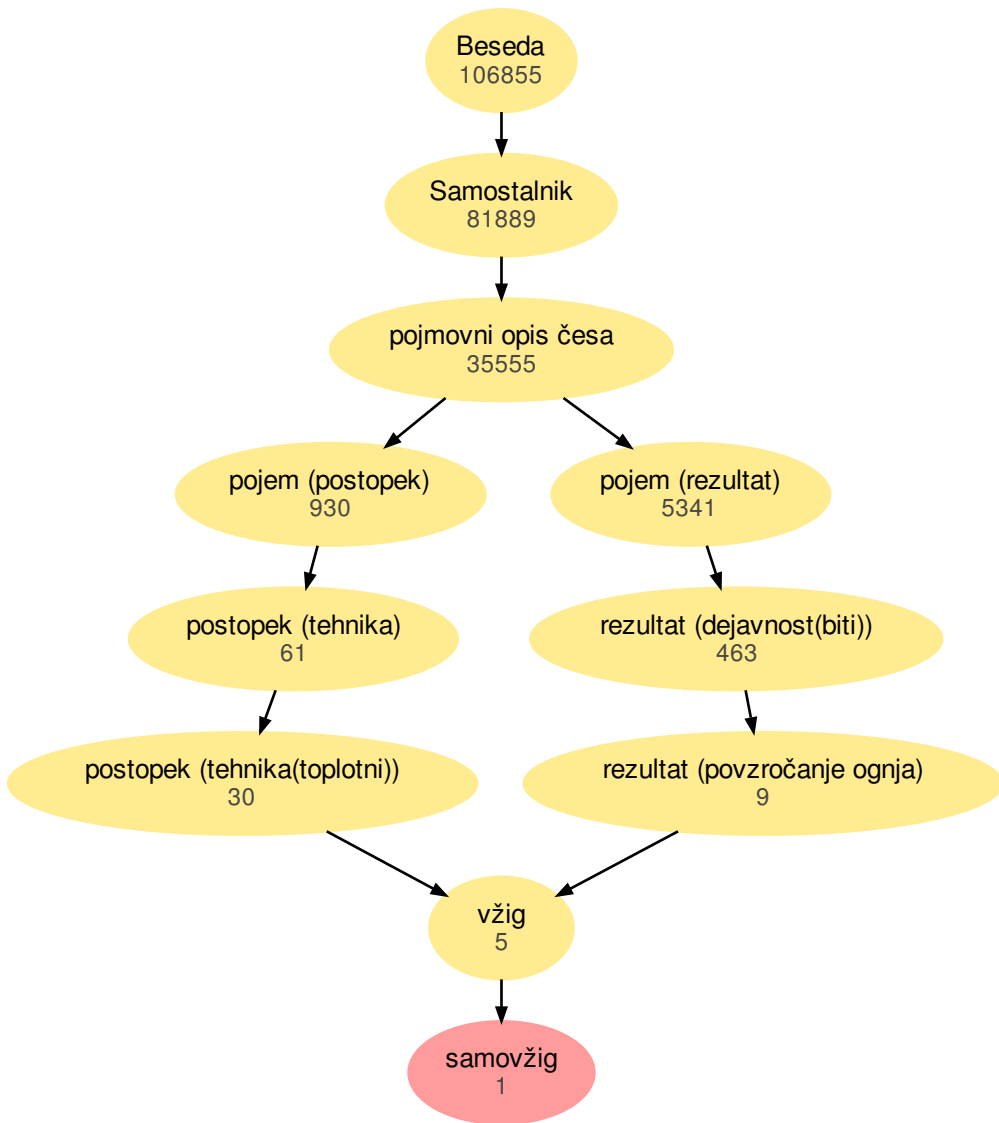 Beseda
106855
Samostalnik
81889
pojmovni opis česa
35555
pojem (postopek)
930
pojem (rezultat)
5341
postopek (tehnika)
61
rezultat (dejavnost(biti))
463
postopek (tehnika(toplotni))
30
rezultat (povzročanje ognja)
9
vžig
5
samovžig
1